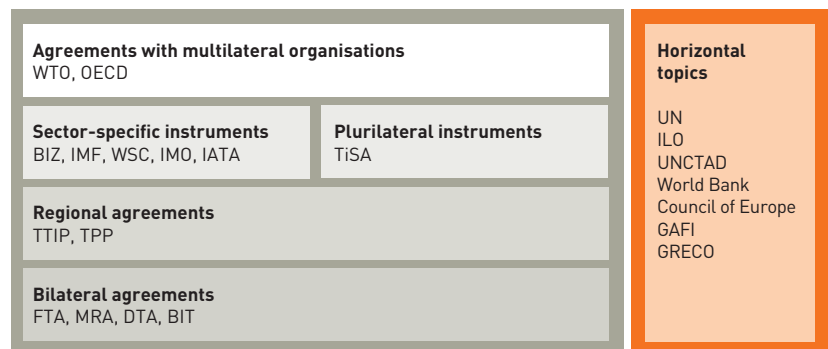 Agreements with multilateral organisations
WTO, OECD
Sector-specific instruments
BIZ, IMF, WSC, IMO, IATA
Plurilateral instruments
TiSA
Regional agreements
TTIP, TPP
Bilateral agreements
FTA, MRA, DTA, BIT
Horizontal
topics
UN
ILO
UNCTAD
World Bank
Council of Europe
GAFI
GRECO